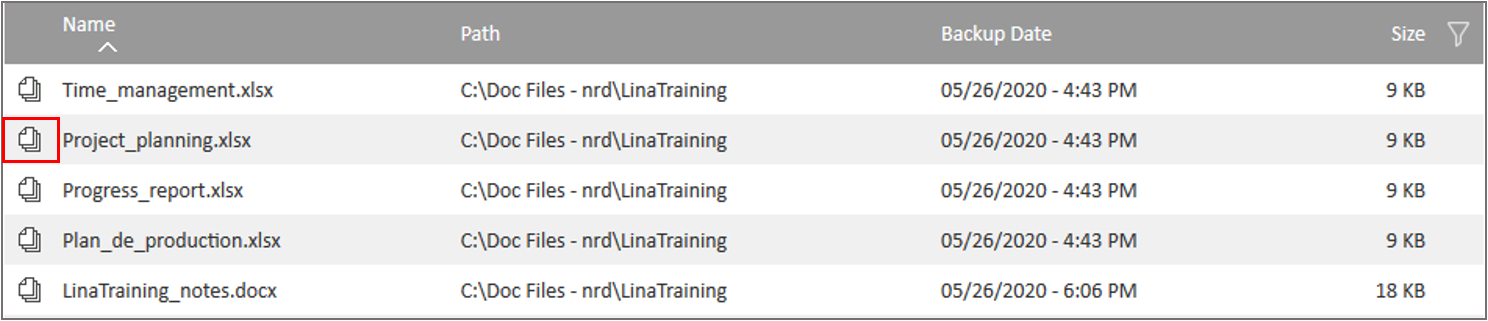 Name Path Backup Date Size
Time_management.xlsx C:\Doc Files - nrd\LinaTraining 05/26/2020 - 4:43 PM 9 KB
Project_planning.xlsx C:\Doc Files - nrd\LinaTraining 05/26/2020 - 4:43 PM 9 KB
Progress_report.xlsx C:\Doc Files - nrd\LinaTraining 05/26/2020 - 4:43 PM 9 KB
Plan_de_production.xlsx C:\Doc Files - nrd\LinaTraining 05/26/2020 - 4:43 PM 9 KB
LinaTraining_notes.docx C:\Doc Files - nrd\LinaTraining 05/26/2020 - 6:06 PM 18 KB